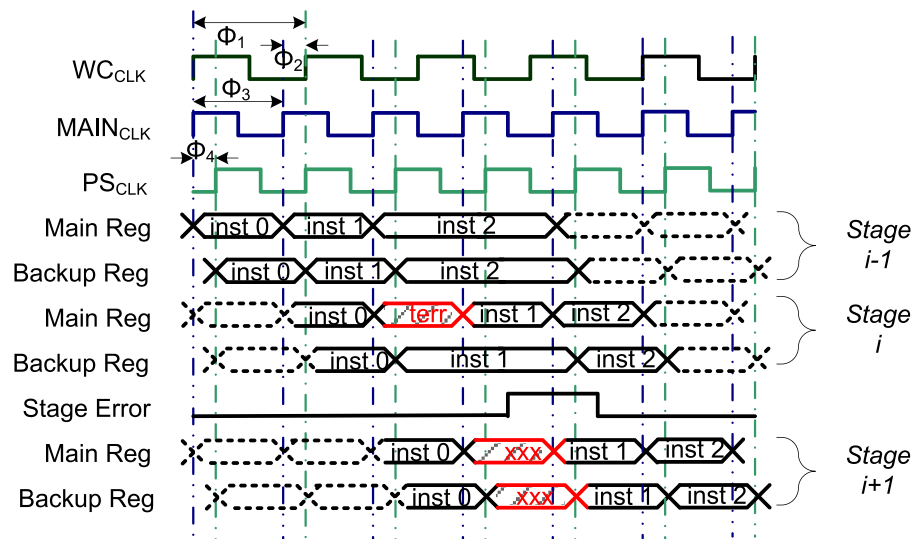 Φ1
WCCLK
Φ2
Φ3
MAINCLK
Φ4
PSCLK
Main Reg inst 0 inst 1 inst 2
Backup Reg inst 0 inst 1 inst 2
Stage i-1
Main Reg inst 0 terr inst 1 inst 2
Backup Reg inst 0 inst 1 inst 2
Stage i
Stage Error
Main Reg inst 0 xxx inst 1 inst 2
Backup Reg inst 0 xxx inst 1 inst 2
Stage i+1